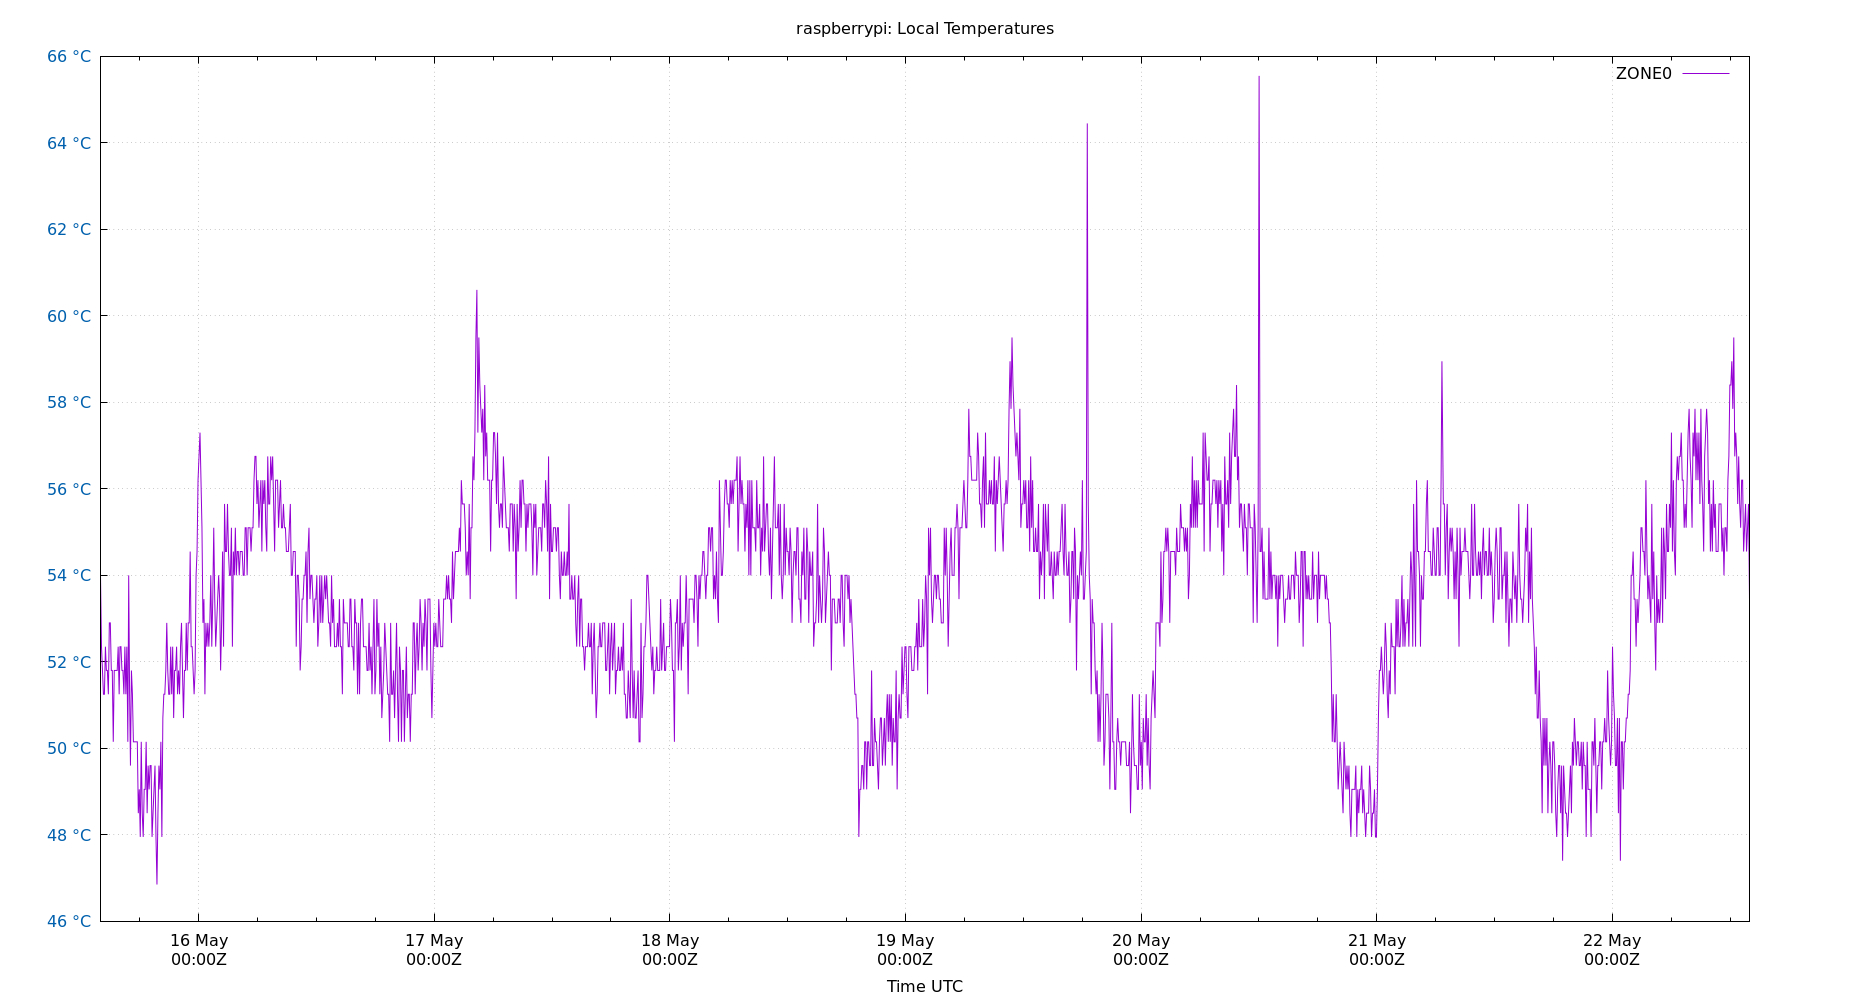 raspberrypi: Local Temperatures
66 °C
ZONE0
64 °C
62 °C
60 °C
58 °C
56 °C
54 °C
52 °C
50 °C
48 °C
46 °C
16 May 17 May 18 May 19 May 20 May 21 May 22 May
00:00Z 00:00Z 00:00Z 00:00Z 00:00Z 00:00Z 00:00Z
Time UTC